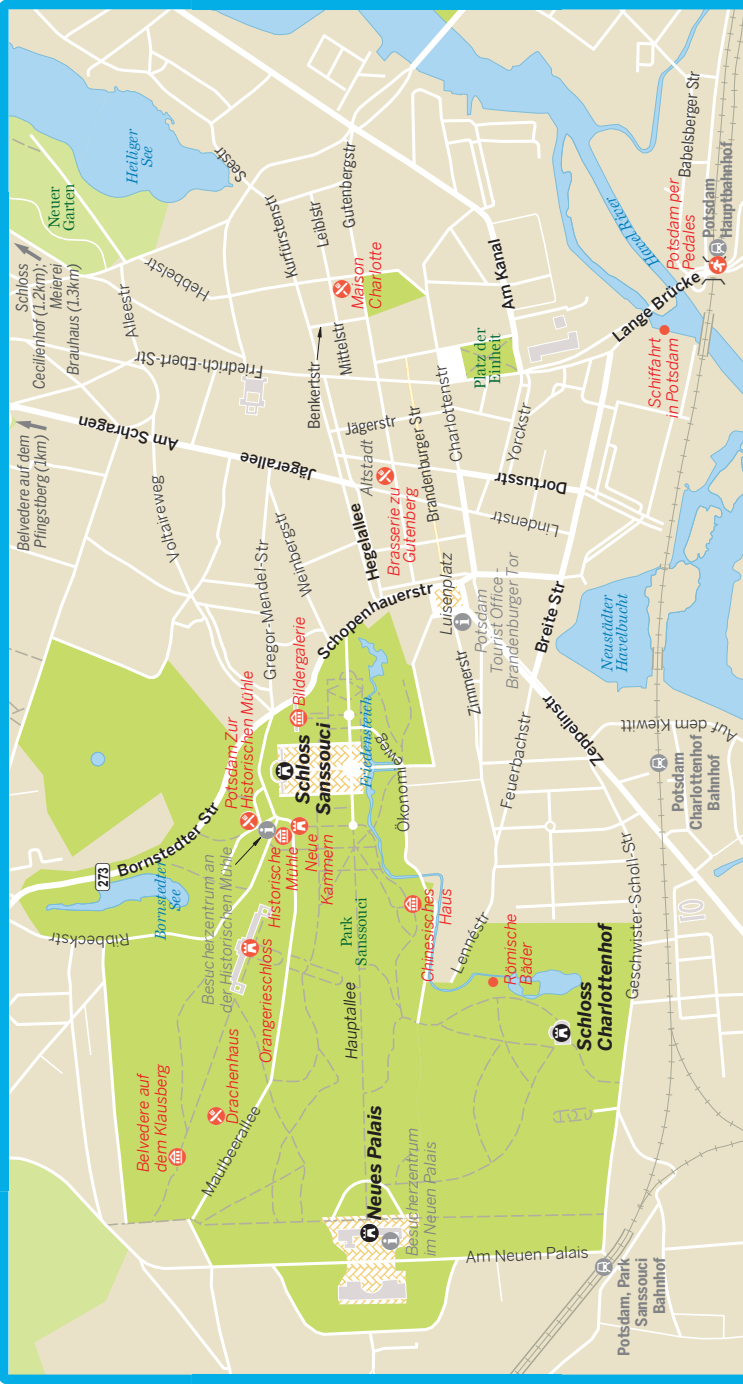 Belvedere auf dem
Pfingstberg (1km)
Schloss
Cecilienhof (1.2km);
Meierei
Brauhaus (1.3km)
Neuer
Garten
Heiliger
See
Seestr
Alleestr
Hebbelstr
Kurfürstenstr
Leiblstr
Gutenbergstr
Friedrich-Ebert-Str
Am Schragen
Jägerallee
Voltaireweg
Benkertstr
Mittelstr
Maison
Charlotte
Jägerstr
Altstadt
Hegelallee
Brasserie zu
Gutenberg
Brandenburger Str
Charlottenstr
Platz der
Einheit
Am Kanal
Yorckstr
Dortusstr
Lindenstr
Lange Brücke
Havel River
Schiffahrt
in Potsdam
Potsdam per
Pedales
Babelsberger Str
Potsdam
Hauptbahnhof
Gregor-Mendel-Str
Weinbergstr
Schopenhauerstr
Luisenplatz
Potsdam
Tourist Office -
Brandenburger Tor
Zimmerstr
Breite Str
Neustädter
Havelbucht
Feuerbachstr
Zeppelinstr
Auf dem Kiewitt
Potsdam
Charlottenhof
Bahnhof
Bornstedter Str
273
Bornstedter
See
Ribbeckstr
Potsdam Zur
Historischen Mühle
Bildergalerie
Schloss
Sanssouci
Friedensteich
Ökonomieweg
Besucherzentrum an
der Historischen Mühle
Historische
Mühle
Neue
Kammern
Orangerieschloss
Park
Sanssouci
Chinesisches
Haus
Lennéstr
Römische
Bäder
Schloss
Charlottenhof
Geschwister-Scholl-Str
Hauptallee
Belvedere auf
dem Klausberg
Drachenhaus
Maulbeerallee
Neues Palais
Besucherzentrum
im Neuen Palais
Am Neuen Palais
Potsdam, Park
Sanssouci
Bahnhof